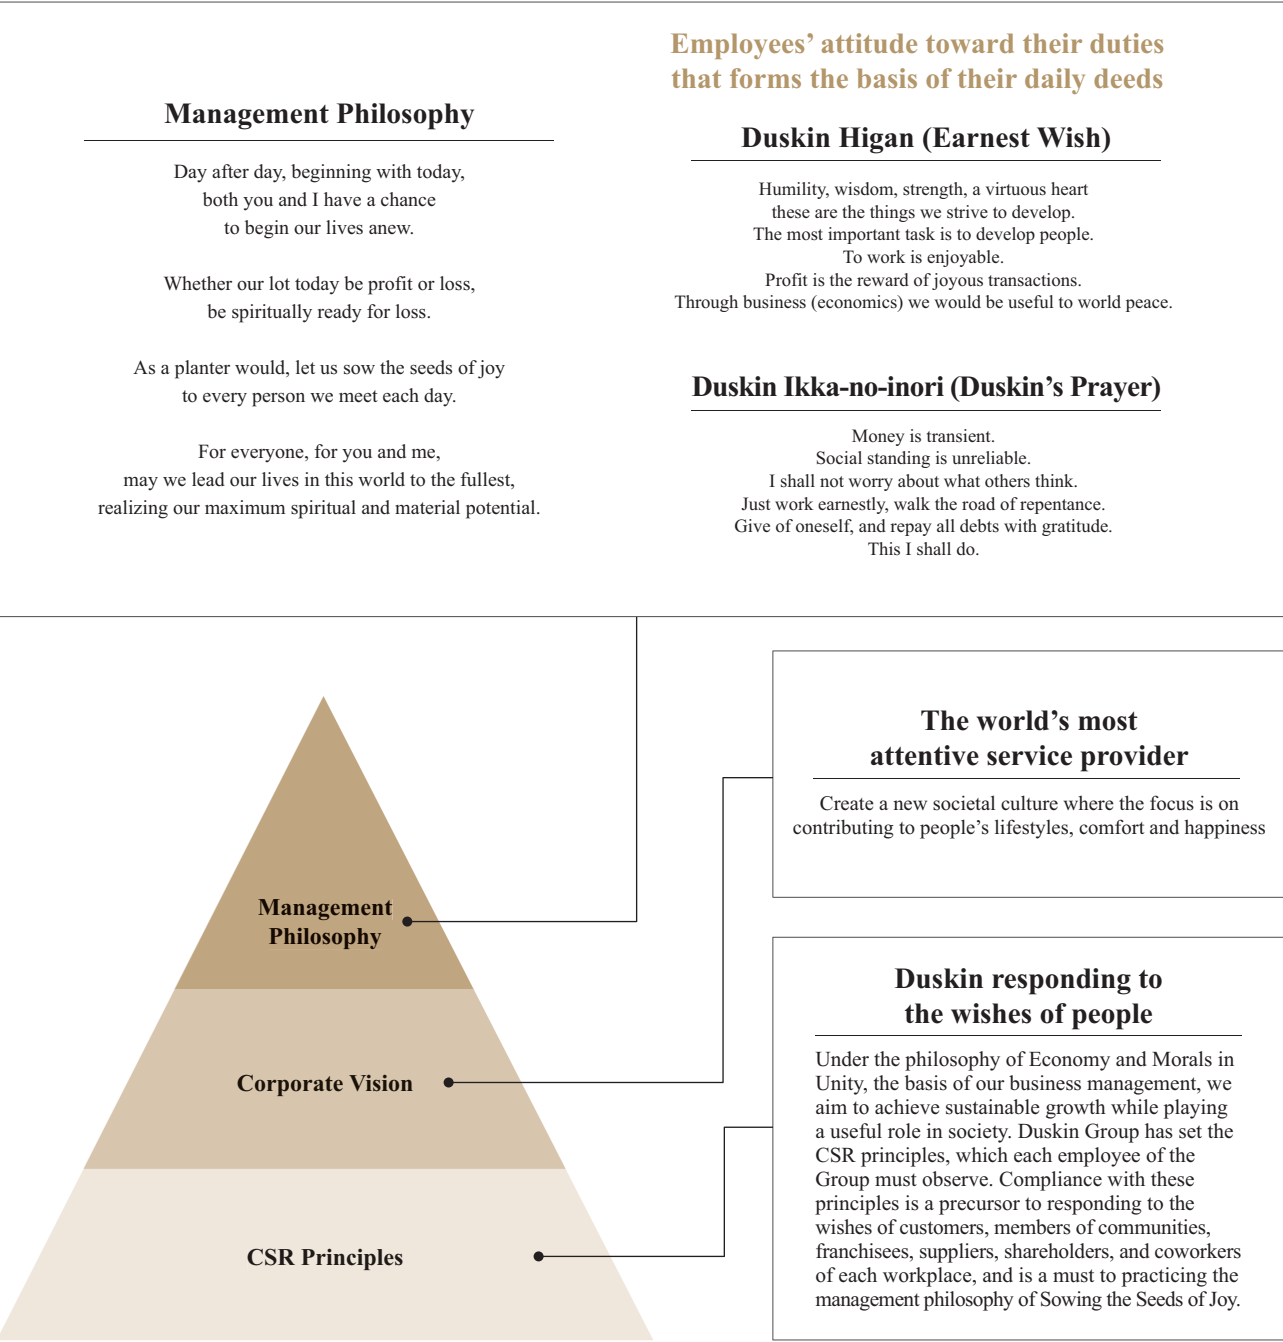 Management Philosophy
Day after day, beginning with today,
both you and I have a chance
to begin our lives anew.
Whether our lot today be profit or loss,
be spiritually ready for loss.
As a planter would, let us sow the seeds of joy
to every person we meet each day.
For everyone, for you and me,
may we lead our lives in this world to the fullest,
realizing our maximum spiritual and material potential.
Employees’ attitude toward their duties
that forms the basis of their daily deeds
Duskin Higan (Earnest Wish)
Humility, wisdom, strength, a virtuous heart
these are the things we strive to develop.
The most important task is to develop people.
To work is enjoyable.
Profit is the reward of joyous transactions.
Through business (economics) we would be useful to world peace.
Duskin Ikka-no-inori (Duskin’s Prayer)
Money is transient.
Social standing is unreliable.
I shall not worry about what others think.
Just work earnestly, walk the road of repentance.
Give of oneself, and repay all debts with gratitude.
This I shall do.
Management
Philosophy
Corporate Vision
CSR Principles
The world’s most
attentive service provider
Create a new societal culture where the focus is on
contributing to people’s lifestyles, comfort and happiness
Duskin responding to
the wishes of people
Under the philosophy of Economy and Morals in
Unity, the basis of our business management, we
aim to achieve sustainable growth while playing
a useful role in society. Duskin Group has set the
CSR principles, which each employee of the
Group must observe. Compliance with these
principles is a precursor to responding to the
wishes of customers, members of communities,
franchisees, suppliers, shareholders, and coworkers
of each workplace, and is a must to practicing the
management philosophy of Sowing the Seeds of Joy.